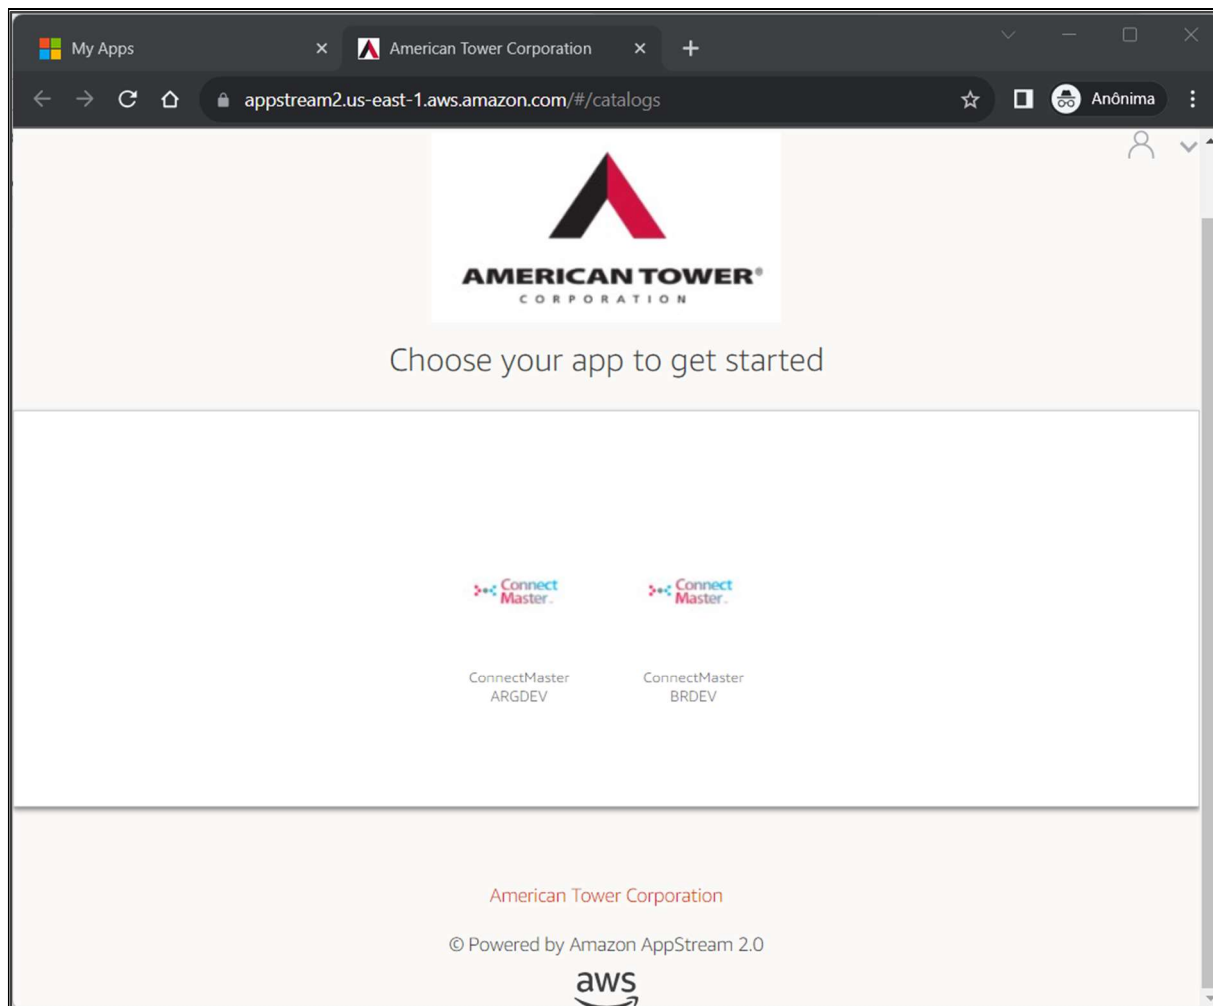 My Apps
American Tower Corporation
appstream2.us-east-1.aws.amazon.com/#/catalogs
Anônima
AMERICAN TOWER®
CORPORATION
Choose your app to get started
Connect
Master™
Connect
Master™
ConnectMaster
ARGDEV
ConnectMaster
BRDEV
American Tower Corporation
© Powered by Amazon AppStream 2.0
aws